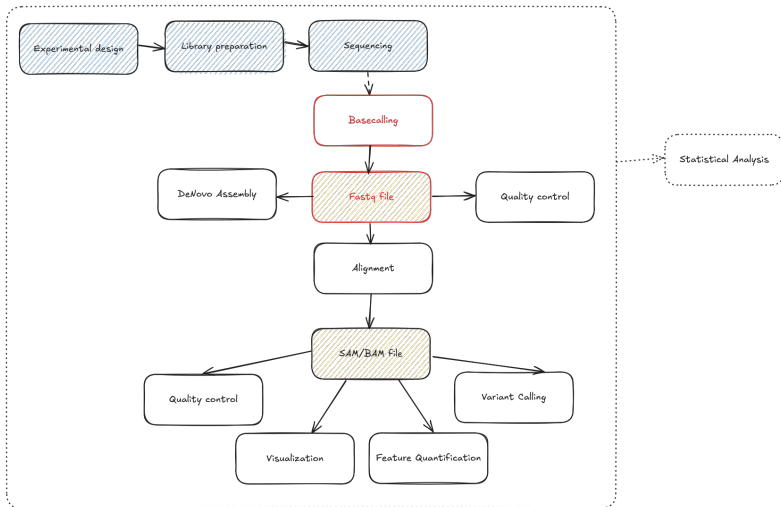 Experimental design
Library preparation
Sequencing
Basecalling
Statistical Analysis
DeNovo Assembly
Fastq file
Quality control
Alignment
SAM/BAM file
Quality control
Variant Calling
Visualization
Feature Quantification